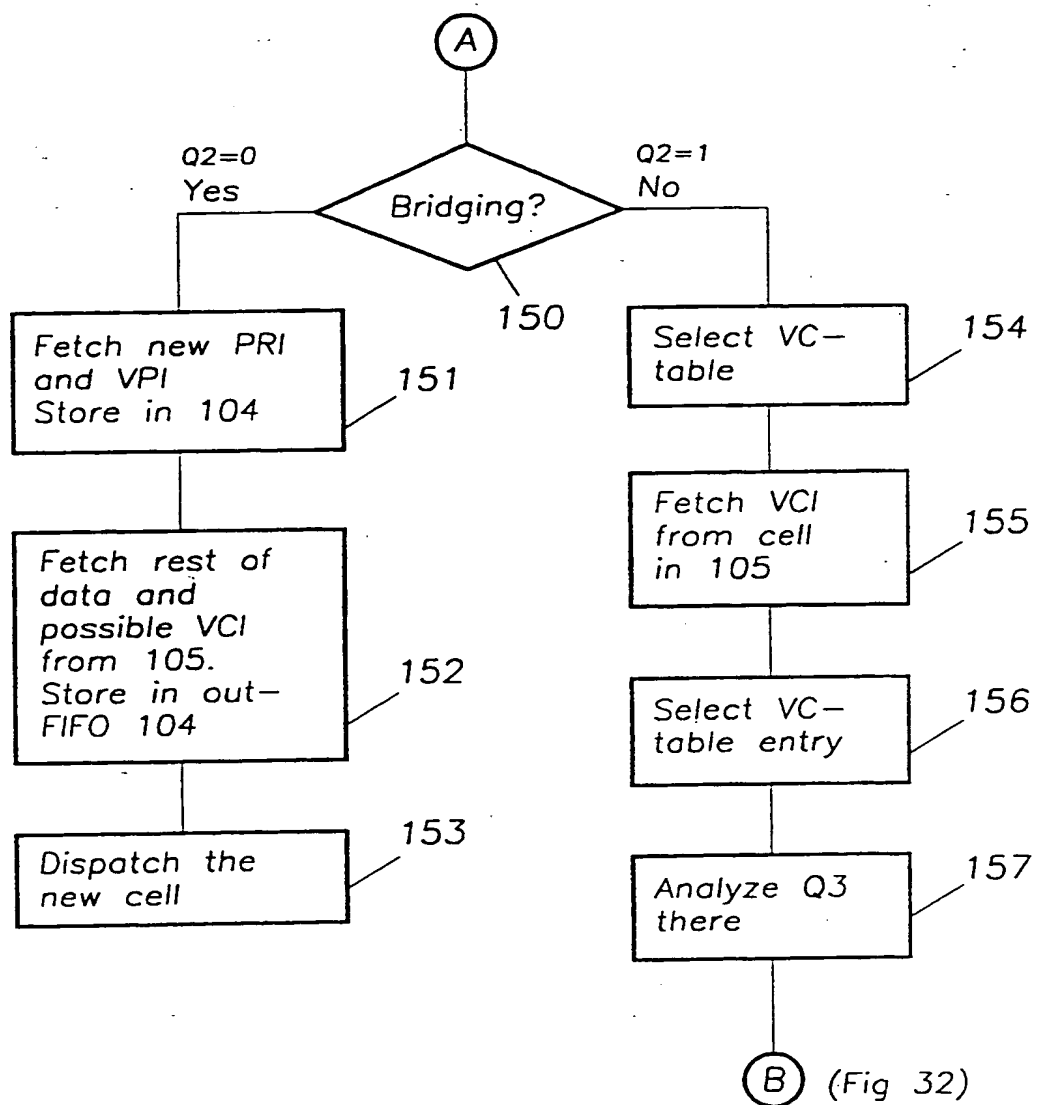 A
Q2=0
Yes
Q2=1
No
Bridging?
150
Fetch new PRI
and VPI
Store in 104
151
Fetch rest of
data and
possible VCI
from 105.
Store in out-
FIFO 104
152
Dispatch the
new cell
153
Select VC-
table
154
Fetch VCI
from cell
in 105
155
Select VC-
table entry
156
Analyze Q3
there
157
B (Fig 32)